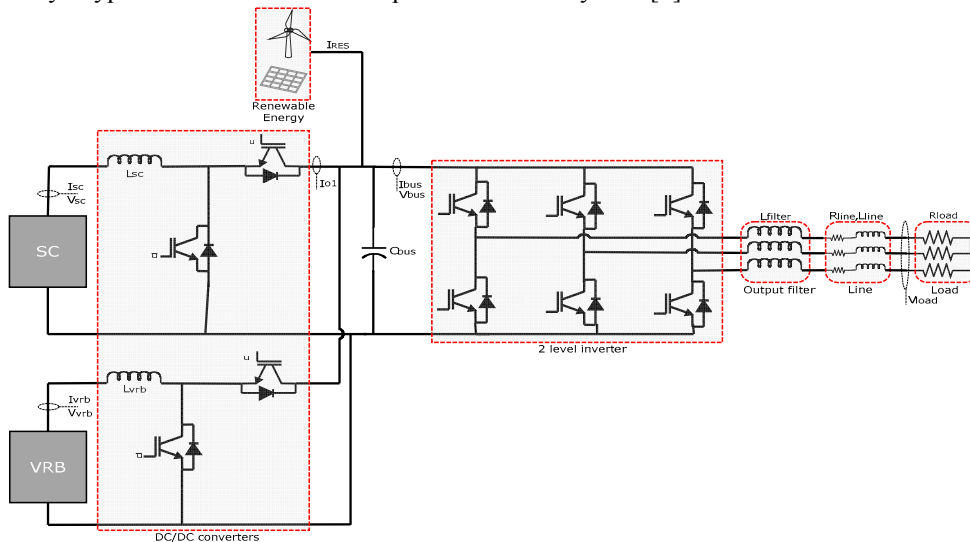 IRES
Renewable
Energy
u
Lsc
Isc
Vsc
Io1
Ibus
Vbus
SC
d
Cbus
Lfilter
Rline,Lline
Rload
Output filter
Line
Load
Vload
2 level inverter
u
Lvrb
Ivrb
Vvrb
VRB
d
DC/DC converters